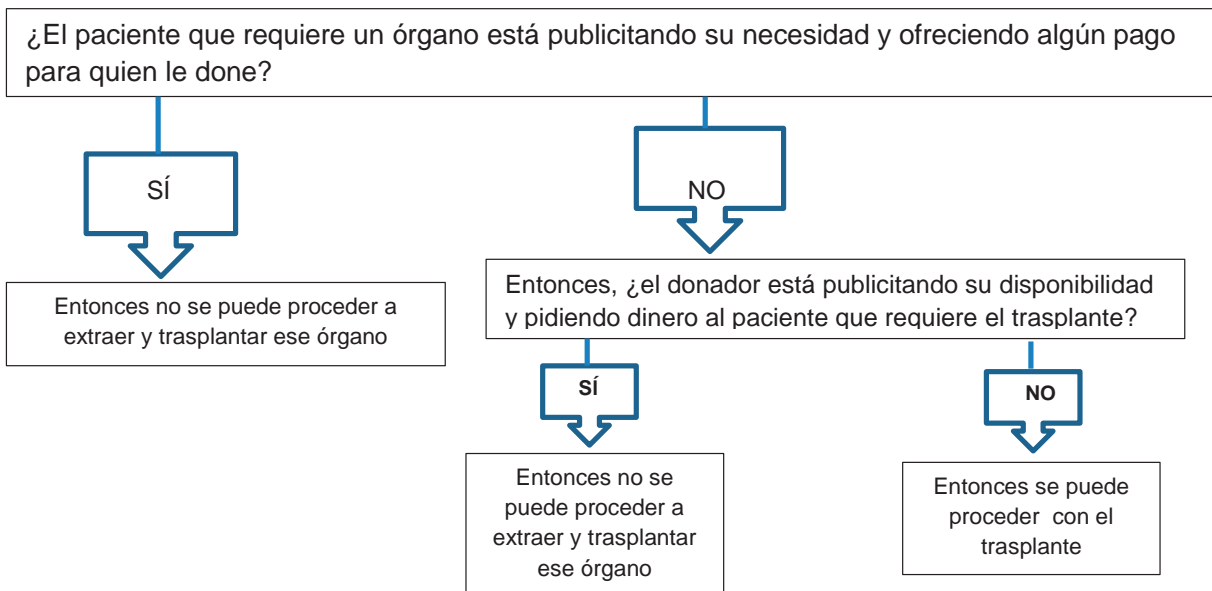 ¿El paciente que requiere un órgano está publicitando su necesidad y ofreciendo algún pago
para quien le done?
SÍ
NO
Entonces no se puede proceder a
extraer y trasplantar ese órgano
Entonces, ¿el donador está publicitando su disponibilidad
y pidiendo dinero al paciente que requiere el trasplante?
SÍ
NO
Entonces no se
puede proceder a
extraer y trasplantar
ese órgano
Entonces se puede
proceder con el
trasplante